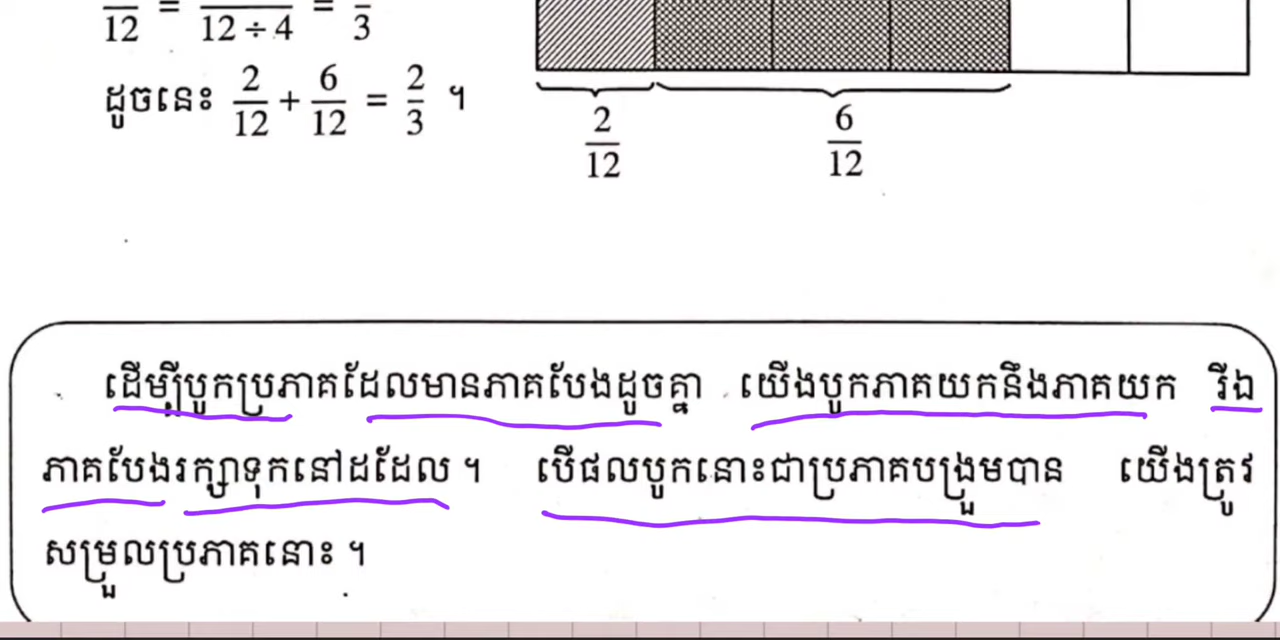 12 = 12 ÷ 4 = 3
ដូចនេះ 2/12 + 6/12 = 2/3 ។
2/12 6/12
ដើម្បីបូកប្រភាគដែលមានភាគបែងដូចគ្នា យើងបូកភាគយកនឹងភាគយក រីឯ
ភាគបែងរក្សាទុកនៅដដែល ។ បើផលបូកនោះជាប្រភាគបង្រួមបាន យើងត្រូវ
សម្រួលប្រភាគនោះ ។